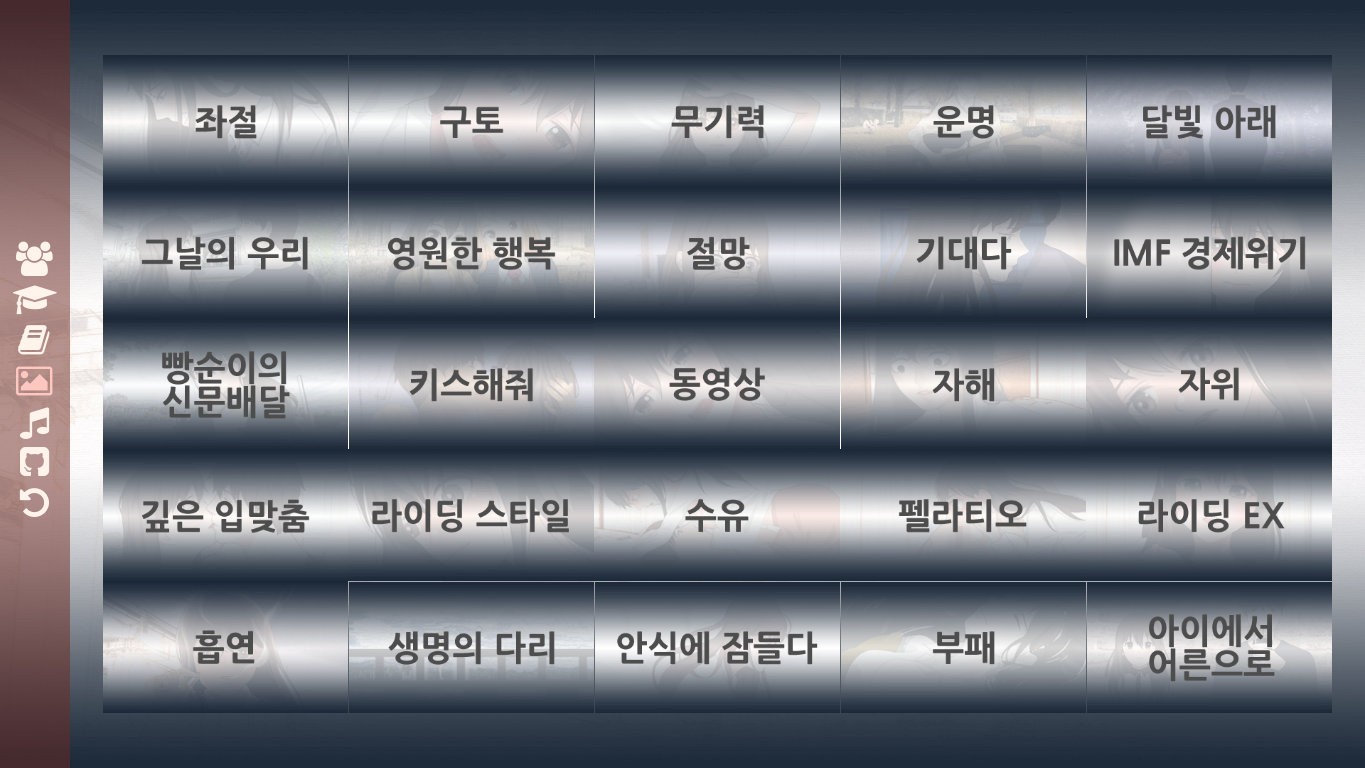 좌절
구토
무기력
운명
달빛 아래
그날의 우리
영원한 행복
절망
기대다
IMF 경제위기
빵순이의
신문배달
키스해줘
동영상
자해
자위
깊은 입맞춤
라이딩 스타일
수유
펠라티오
라이딩 EX
흡연
생명의 다리
안식에 잠들다
부패
아이에서
어른으로